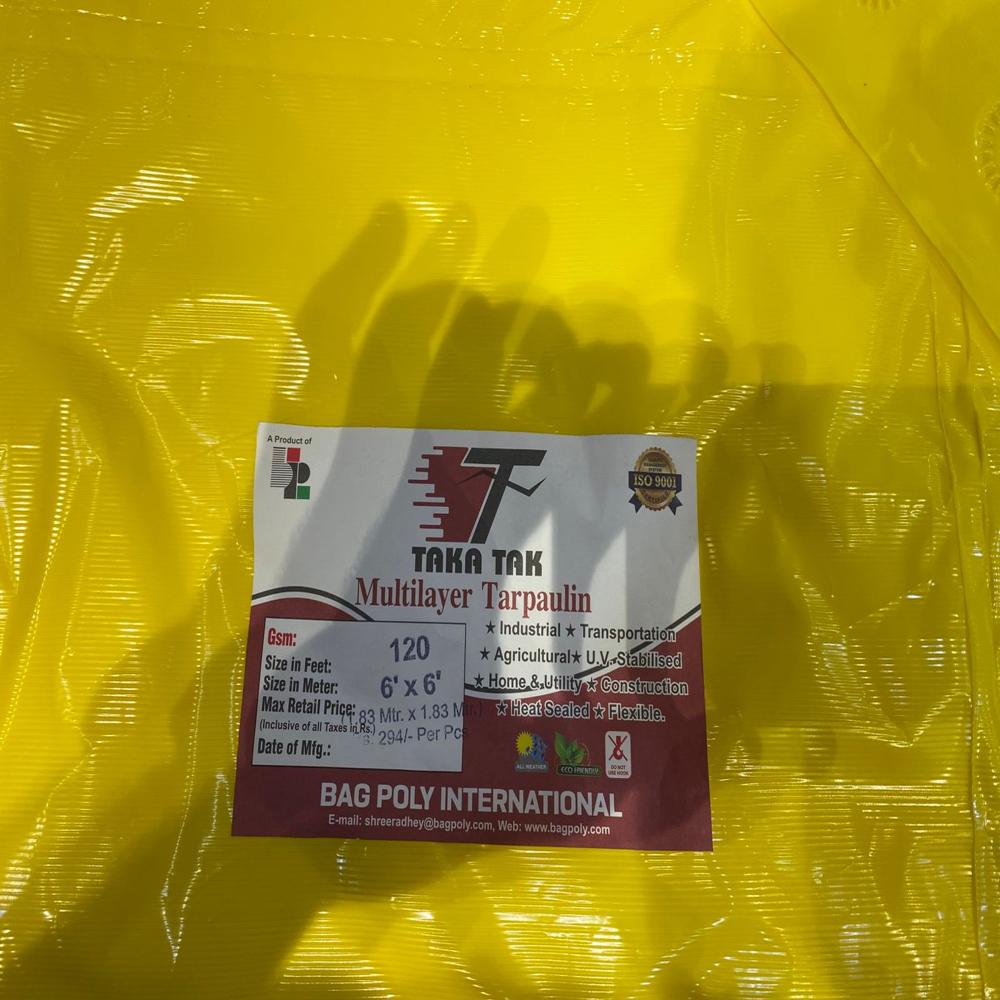 A Product of
ISO 9001
TAKA TAK
Multilayer Tarpaulin
★ Industrial ★ Transportation
★ Agricultural ★ U.V. Stabilised
★ Home & Utility ★ Construction
★ Heat Sealed ★ Flexible.
Gsm: 120
Size in Feet: 6' x 6'
Size in Meter: (1.83 Mtr. x 1.83 Mtr.)
Max Retail Price: 294/- Per Pcs
(Inclusive of all Taxes in Rs.)
Date of Mfg.:
ALL WEATHER
ECO FRIENDLY
DO NOT
USE HOOK
BAG POLY INTERNATIONAL
E-mail: shreeradhey@bagpoly.com, Web: www.bagpoly.com